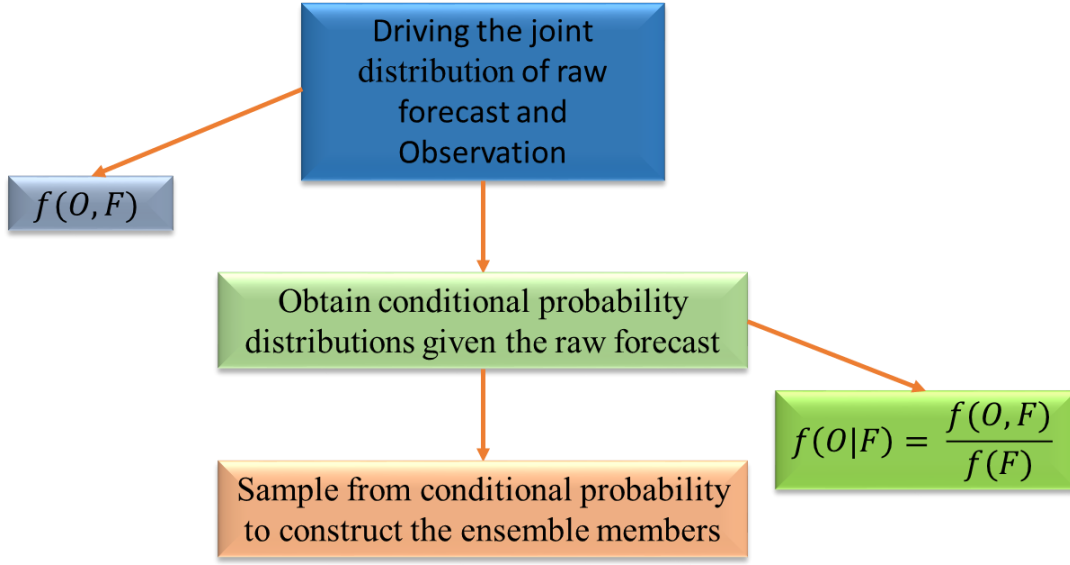 Driving the joint
distribution of raw
forecast and
Observation
f(O, F)
Obtain conditional probability
distributions given the raw forecast
f(O|F) = f(O, F) / f(F)
Sample from conditional probability
to construct the ensemble members